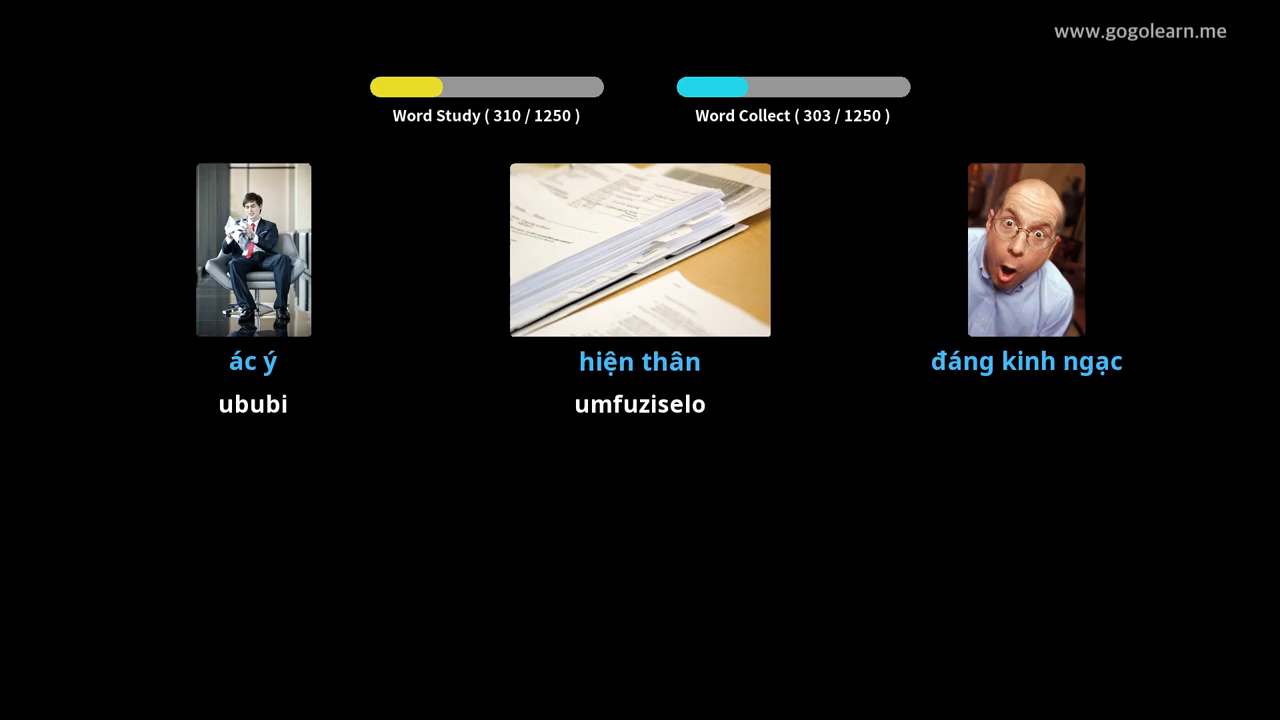 www.gogolearn.me
Word Study ( 310 / 1250 )
Word Collect ( 303 / 1250 )
ác ý
hiện thân
đáng kinh ngạc
ububi
umfuziselo